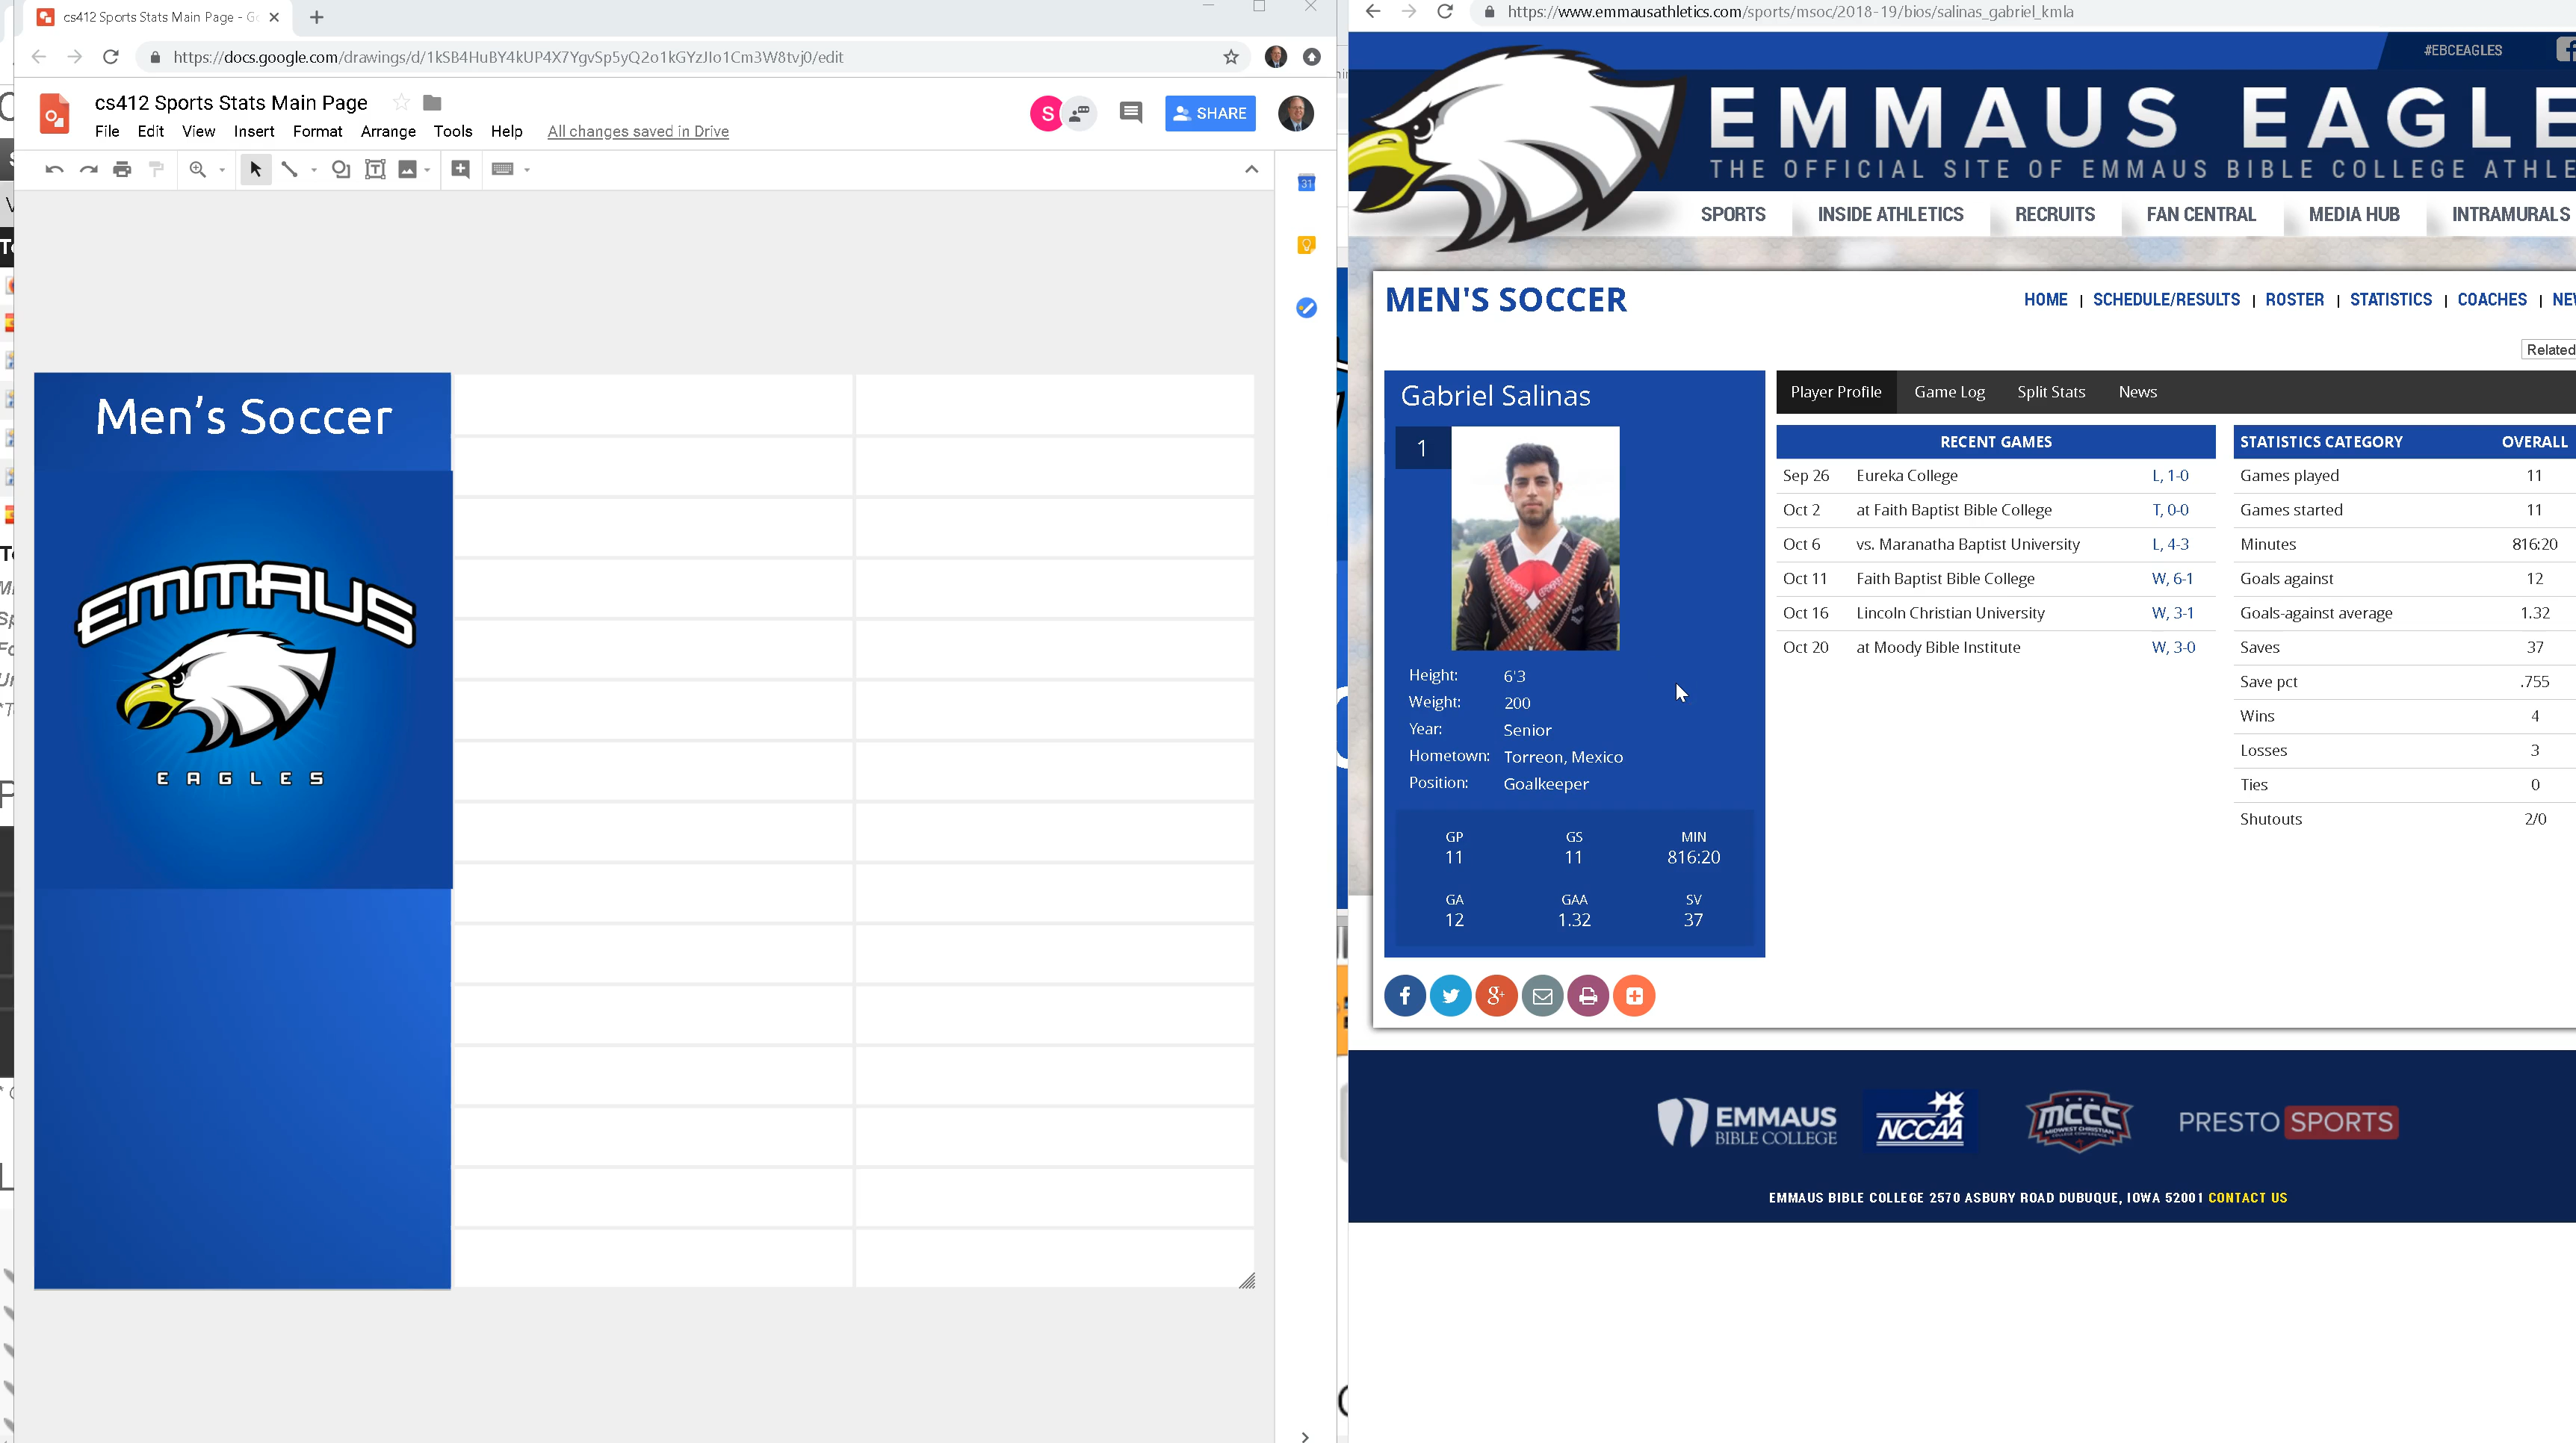 cs412 Sports Stats Main Page - Go
https://docs.google.com/drawings/d/1kSB4HuBY4kUP4X7YgvSp5yQ2o1kGYzJIo1Cm3W8tvj0/edit
cs412 Sports Stats Main Page
File Edit View Insert Format Arrange Tools Help All changes saved in Drive
S
SHARE
31
Men's Soccer
EMMAUS
EAGLES
https://www.emmausathletics.com/sports/msoc/2018-19/bios/salinas_gabriel_kmla
#EBCEAGLES
EMMAUS EAGLE
THE OFFICIAL SITE OF EMMAUS BIBLE COLLEGE ATHLE
SPORTS INSIDE ATHLETICS RECRUITS FAN CENTRAL MEDIA HUB INTRAMURALS
MEN'S SOCCER
HOME | SCHEDULE/RESULTS | ROSTER | STATISTICS | COACHES | NE
Related
Gabriel Salinas
1
Height: 6'3
Weight: 200
Year: Senior
Hometown: Torreon, Mexico
Position: Goalkeeper
GP GS MIN
11 11 816:20
GA GAA SV
12 1.32 37
Player Profile Game Log Split Stats News
RECENT GAMES
Sep 26 Eureka College L, 1-0
Oct 2 at Faith Baptist Bible College T, 0-0
Oct 6 vs. Maranatha Baptist University L, 4-3
Oct 11 Faith Baptist Bible College W, 6-1
Oct 16 Lincoln Christian University W, 3-1
Oct 20 at Moody Bible Institute W, 3-0
STATISTICS CATEGORY OVERALL
Games played 11
Games started 11
Minutes 816:20
Goals against 12
Goals-against average 1.32
Saves 37
Save pct .755
Wins 4
Losses 3
Ties 0
Shutouts 2/0
EMMAUS
BIBLE COLLEGE
NCCAA
MCCC
MIDWEST CHRISTIAN
PRESTO SPORTS
EMMAUS BIBLE COLLEGE 2570 ASBURY ROAD DUBUQUE, IOWA 52001 CONTACT US